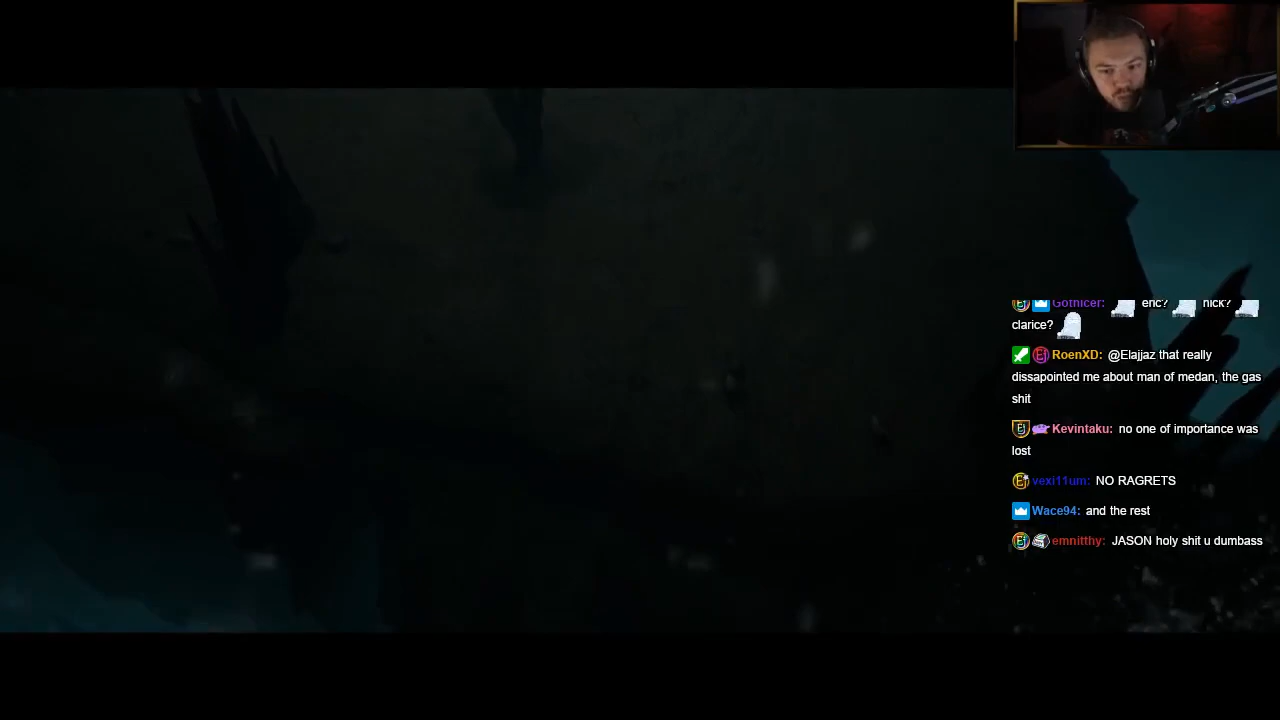 Gothicer: eric? nick?
clarice?
RoenXD: @Elajjaz that really
dissapointed me about man of medan, the gas
shit
Kevintaku: no one of importance was
lost
vexi11um: NO RAGRETS
Wace94: and the rest
emnitthy: JASON holy shit u dumbass